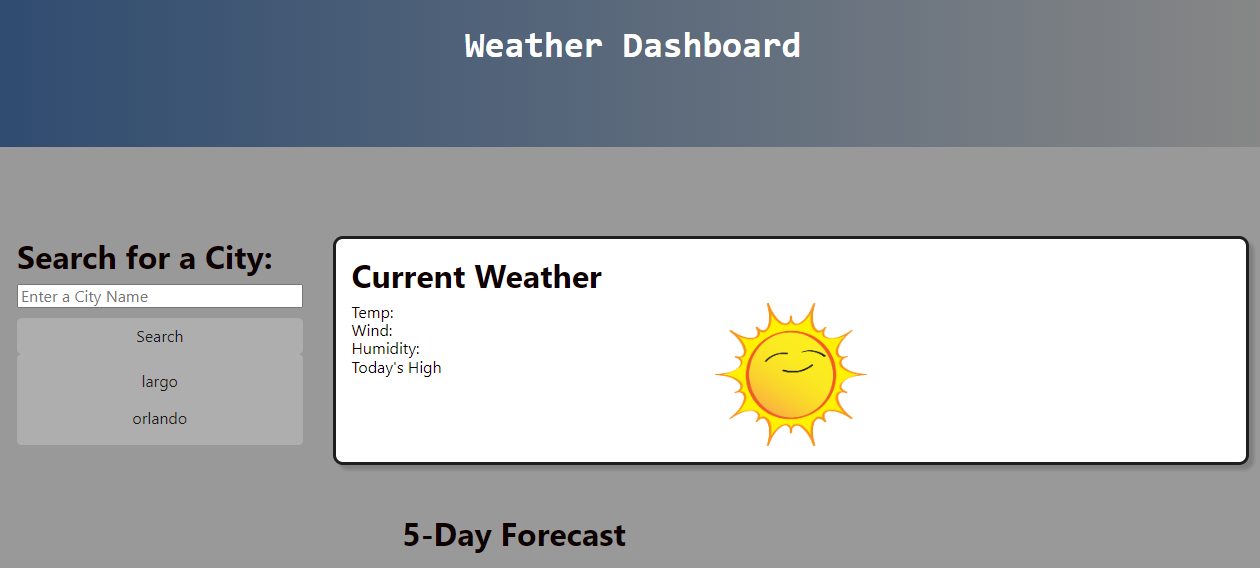 Weather Dashboard
Search for a City:
Enter a City Name
Search
largo
orlando
Current Weather
Temp:
Wind:
Humidity:
Today's High
5-Day Forecast